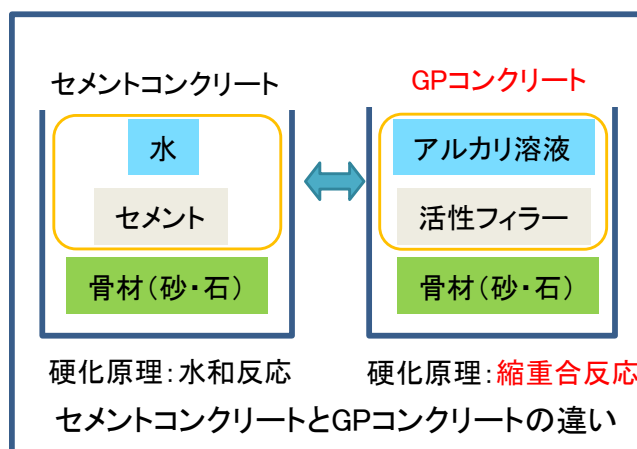 セメントコンクリート
GPコンクリート
水
アルカリ溶液
セメント
活性フィラー
骨材(砂・石)
骨材(砂・石)
硬化原理:水和反応
硬化原理:縮重合反応
セメントコンクリートとGPコンクリートの違い